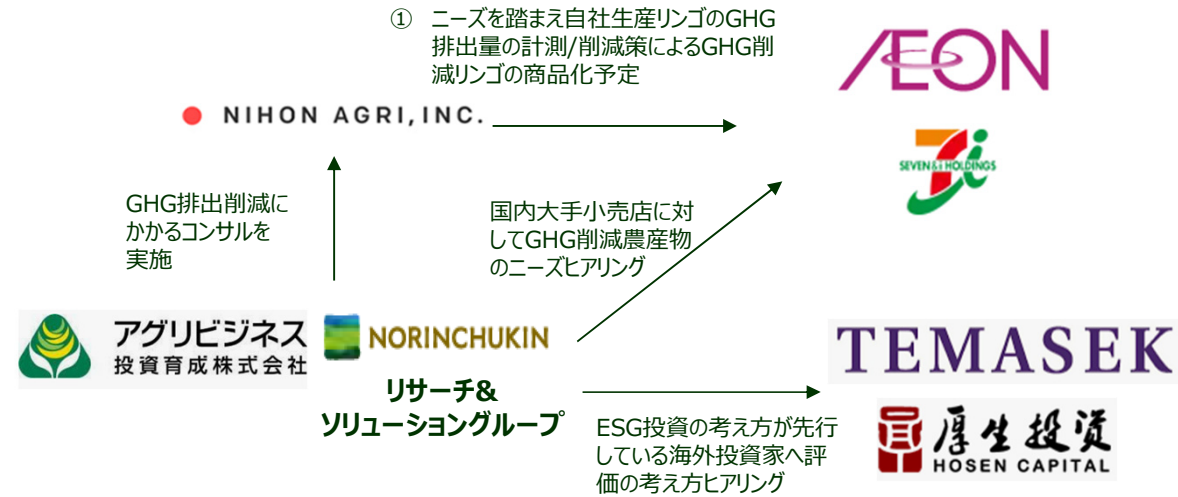 ① ニーズを踏まえ自社生産リンゴのGHG
排出量の計測/削減策によるGHG削
減リンゴの商品化予定
ÆON
NIHON AGRI,INC.
SEVEN&i HOLDINGS
GHG排出削減に
かかるコンサルを
実施
国内大手小売店に対
してGHG削減農産物
のニーズヒアリング
アグリビジネス
投資育成株式会社
NORINCHUKIN
リサーチ&
ソリューショングループ
TEMASEK
ESG投資の考え方が先行
している海外投資家へ評
価の考え方ヒアリング
厚生投资
HOSEN CAPITAL